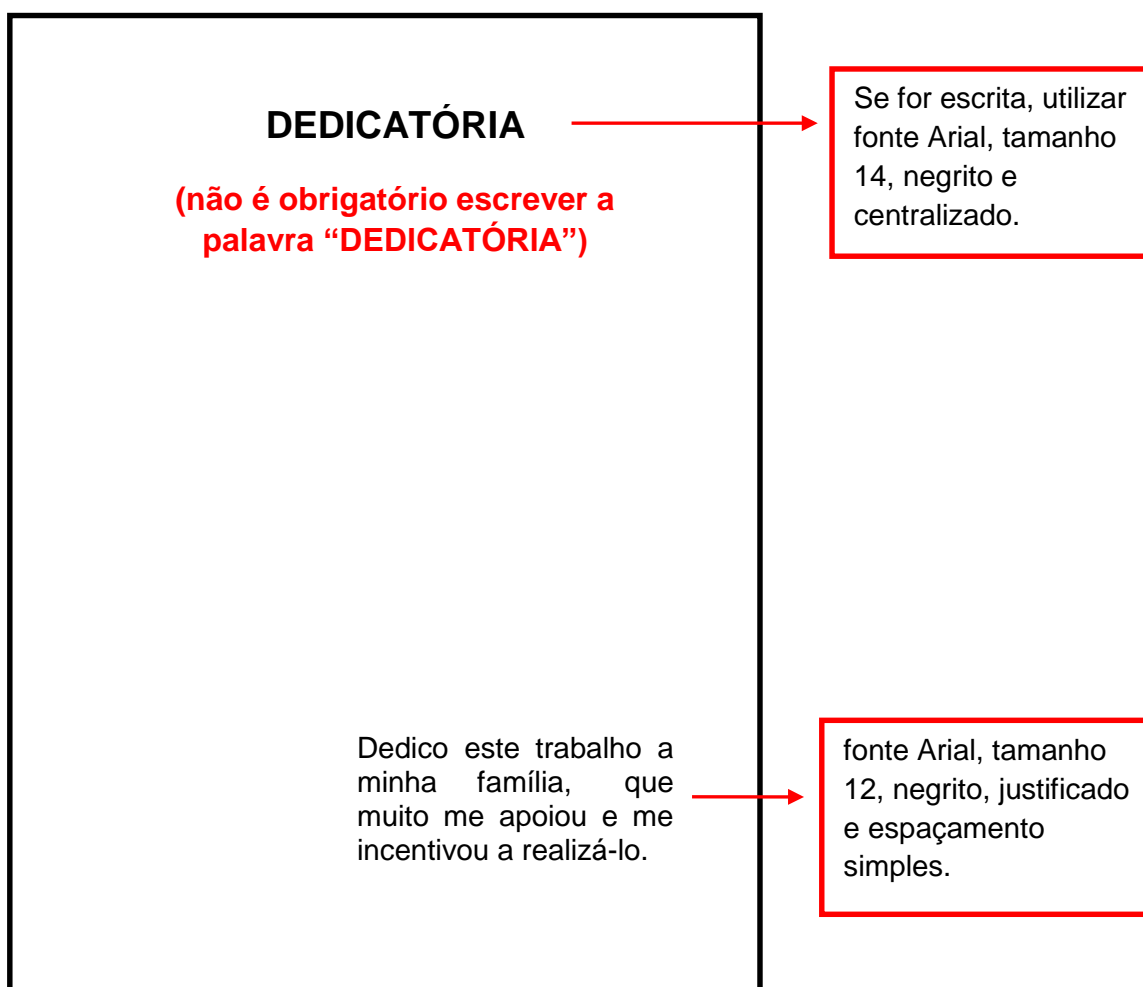 DEDICATÓRIA
(não é obrigatório escrever a
palavra “DEDICATÓRIA”)
Se for escrita, utilizar
fonte Arial, tamanho
14, negrito e
centralizado.
Dedico este trabalho a
minha família, que
muito me apoiou e me
incentivou a realizá-lo.
fonte Arial, tamanho
12, negrito, justificado
e espaçamento
simples.